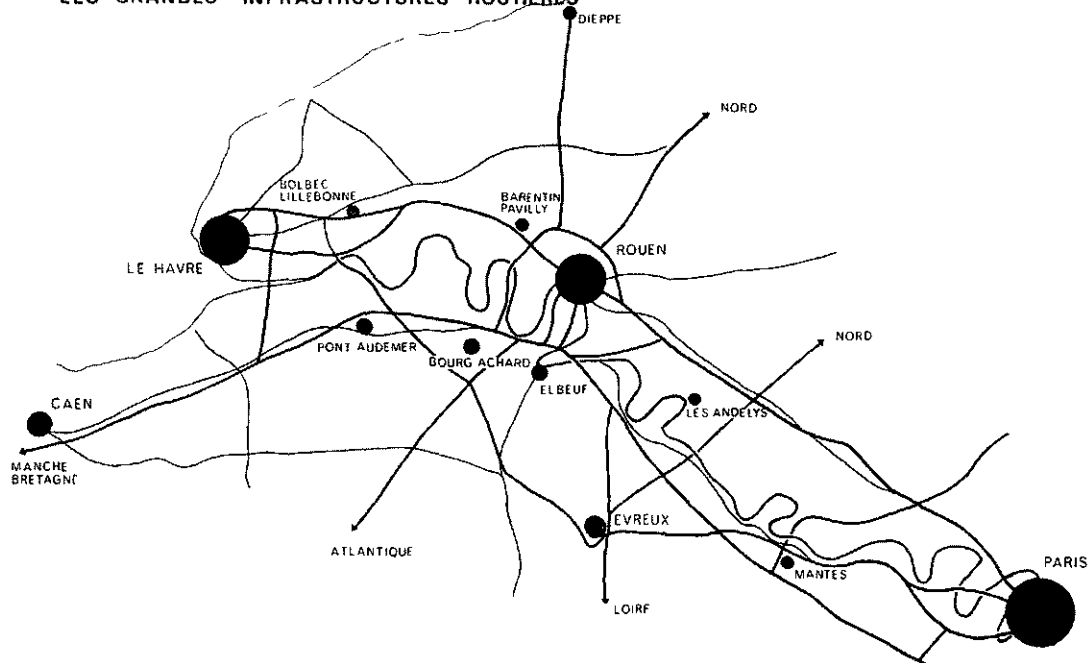 LES GRANDES INFRASTRUCTURES ROUTIERES
DIEPPE
NORD
BOLBEC
LILLEBONNE
BARENTIN
PAVILLY
ROUEN
LE HAVRE
PONT AUDEMER
BOURG ACHARD
ELBEUF
NORD
LES ANDELYS
CAEN
MANCHE
BRETAGNE
ATLANTIQUE
EVREUX
LOIRE
MANTES
PARIS